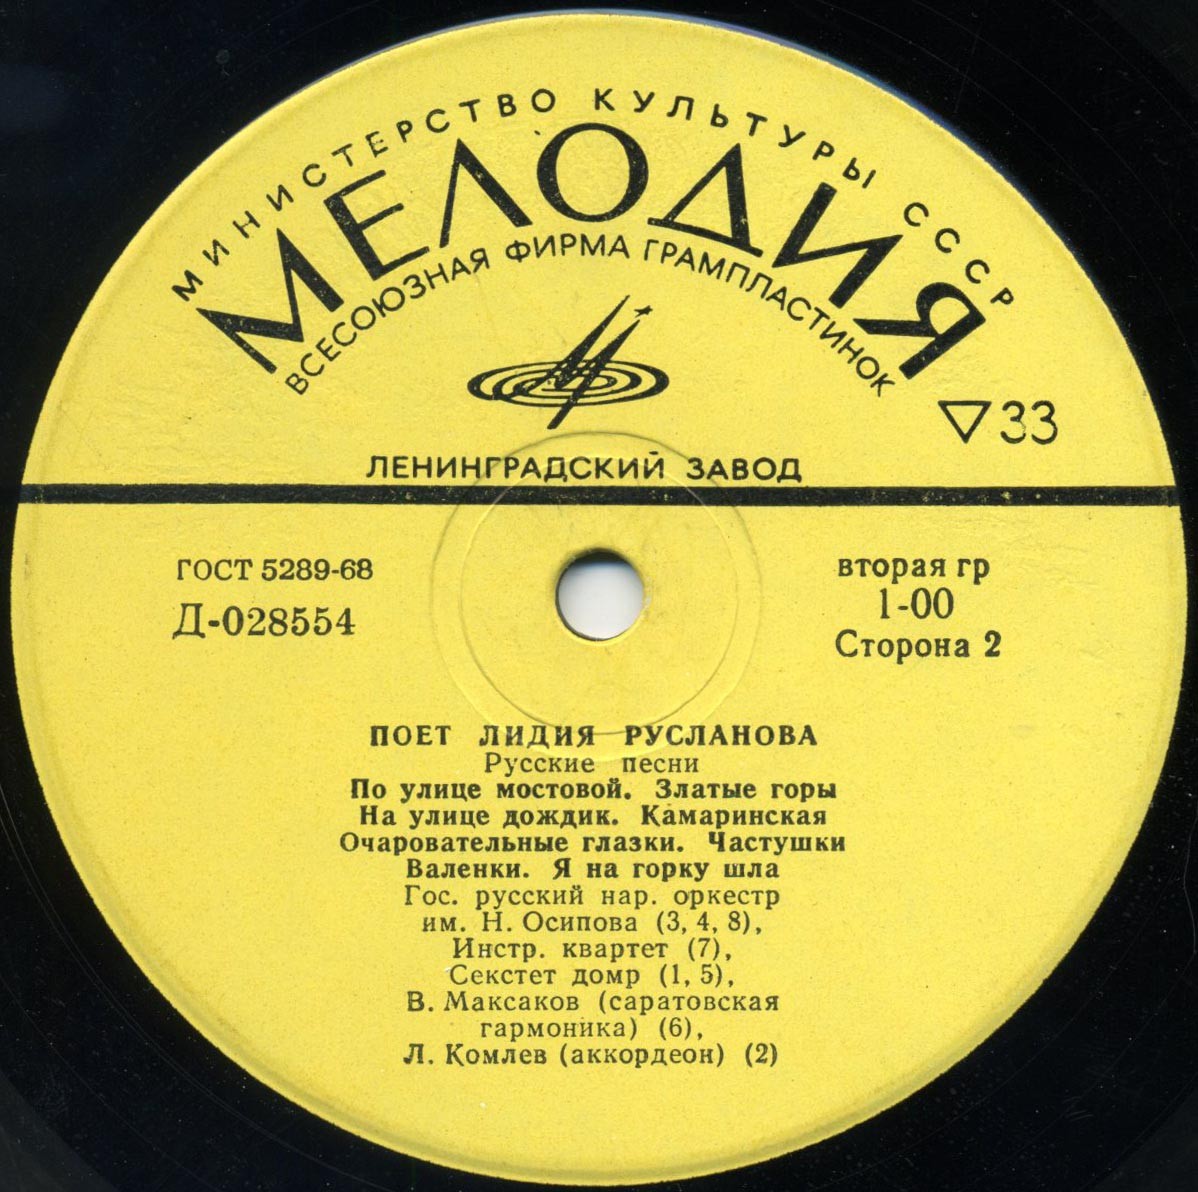 МИНИСТЕРСТВО КУЛЬТУРЫ СССР
МЕЛОДИЯ
ВСЕСОЮЗНАЯ ФИРМА ГРАМПЛАСТИНОК
▽33
ЛЕНИНГРАДСКИЙ ЗАВОД
ГОСТ 5289-68
Д-028554
вторая гр
1-00
Сторона 2
ПОЕТ ЛИДИЯ РУСЛАНОВА
Русские песни
По улице мостовой. Златые горы
На улице дождик. Камаринская
Очаровательные глазки. Частушки
Валенки. Я на горку шла
Гос. русский нар. оркестр
им. Н. Осипова (3, 4, 8),
Инстр. квартет (7),
Секстет домр (1, 5),
В. Максаков (саратовская
гармоника) (6),
Л. Комлев (аккордеон) (2)